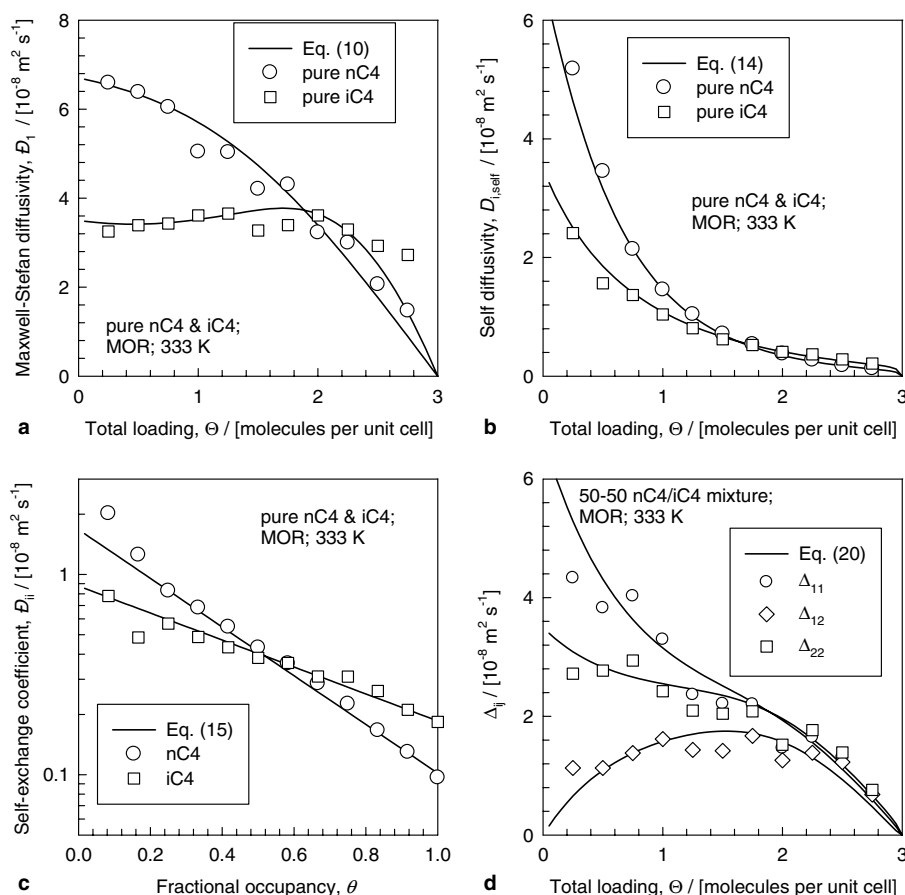 8
6
4
2
0
Maxwell-Stefan diffusivity, Đ₁ / [10⁻⁸ m² s⁻¹]
Eq. (10)
pure nC4
pure iC4
pure nC4 & iC4;
MOR; 333 K
0 1 2 3
a Total loading, Θ / [molecules per unit cell]
6
4
2
0
Self diffusivity, D_i,self / [10⁻⁸ m² s⁻¹]
Eq. (14)
pure nC4
pure iC4
pure nC4 & iC4;
MOR; 333 K
0 1 2 3
b Total loading, Θ / [molecules per unit cell]
1
0.1
Self-exchange coefficient, Đ_ii / [10⁻⁸ m² s⁻¹]
pure nC4 & iC4;
MOR; 333 K
Eq. (15)
nC4
iC4
0.0 0.2 0.4 0.6 0.8 1.0
c Fractional occupancy, θ
6
4
2
0
Δ_ij / [10⁻⁸ m² s⁻¹]
50-50 nC4/iC4 mixture;
MOR; 333 K
Eq. (20)
Δ₁₁
Δ₁₂
Δ₂₂
0 1 2 3
d Total loading, Θ / [molecules per unit cell]